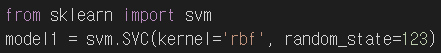 from sklearn import svm
model1 = svm.SVC(kernel='rbf', random_state=123)